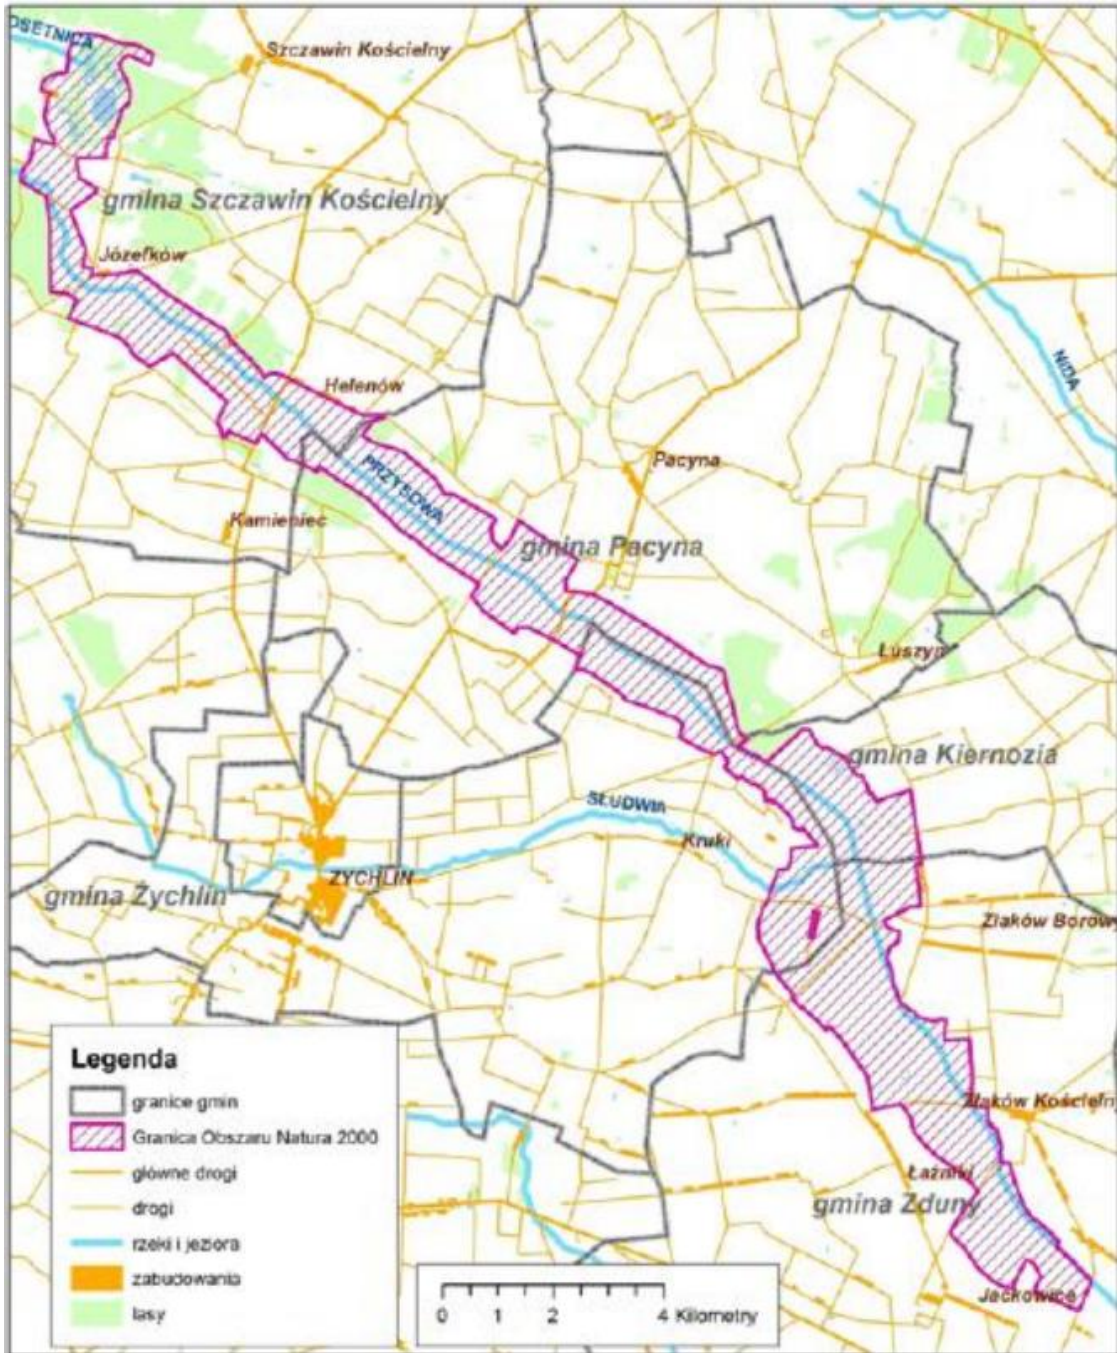 OSETNICA
Szczawin Kościelny
gmina Szczawin Kościelny
Józefków
NIDA
Helenów
Pacyna
PRZYSOWA
Kamieniec
gmina Pacyna
Łuszyn
gmina Kiernozia
SŁUDWIA
Kruki
ŻYCHLIN
gmina Żychlin
Złaków Borowy
Legenda
granice gmin
Granica Obszaru Natura 2000
główne drogi
drogi
rzeki i jeziora
zabudowania
lasy
0 1 2 4 Kilometry
Złaków Kościelny
Łaźniki
gmina Zduny
Jackowice